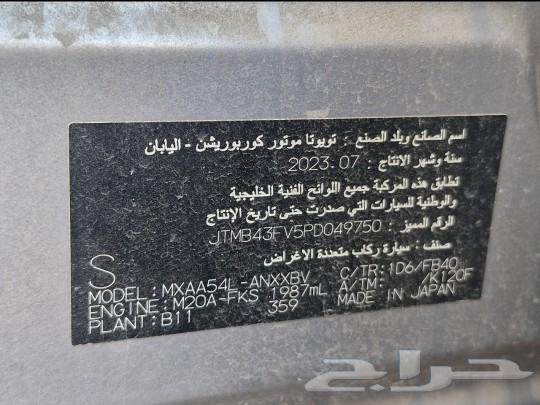 اسم الصانع وبلد الصنع : تويوتا موتور كوربوريشن - اليابان
سنة وشهر الانتاج : 2023.07
تطابق هذه المركبة جميع اللوائح الفنية الخليجية
والوطنية للسيارات التي صدرت حتى تاريخ الإنتاج
الرقم المميز : JTMB43FV5PD049750
صنف : سيارة ركاب متعددة الاغراض
S
MODEL: MXAA54L-ANXXBV C/TR: 1D6/FB40
ENGINE: M20A-FKS 1987mL A/TM: /K120F
PLANT: B11 359 MADE IN JAPAN
حراج